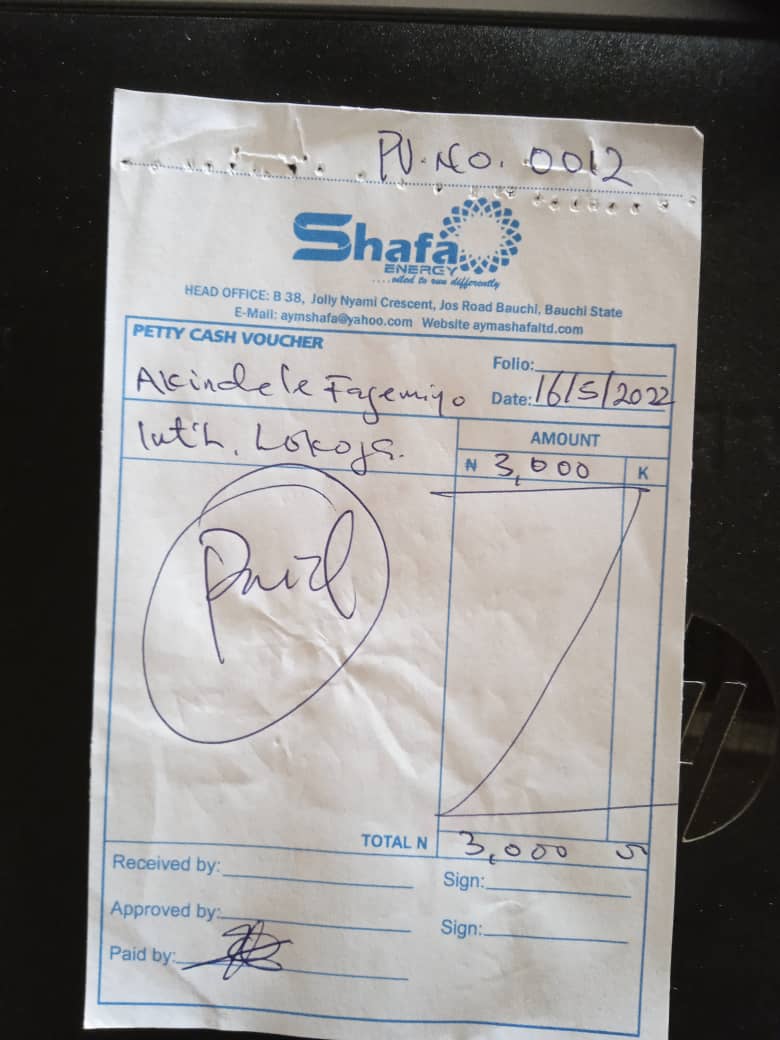 PV. NO. 0012
Shafa
ENERGY
....oiled to run differently
HEAD OFFICE: B 38, Jolly Nyami Crescent, Jos Road Bauchi, Bauchi State
E-Mail: aymshafa@yahoo.com Website aymashafaltd.com
PETTY CASH VOUCHER
Folio:
Akindele Fagemiyo
Date: 16/5/2022
Lokoja.
AMOUNT
₦ 3,000 K
Paid
TOTAL N 3,000
Received by:
Sign:
Approved by:
Sign:
Paid by: